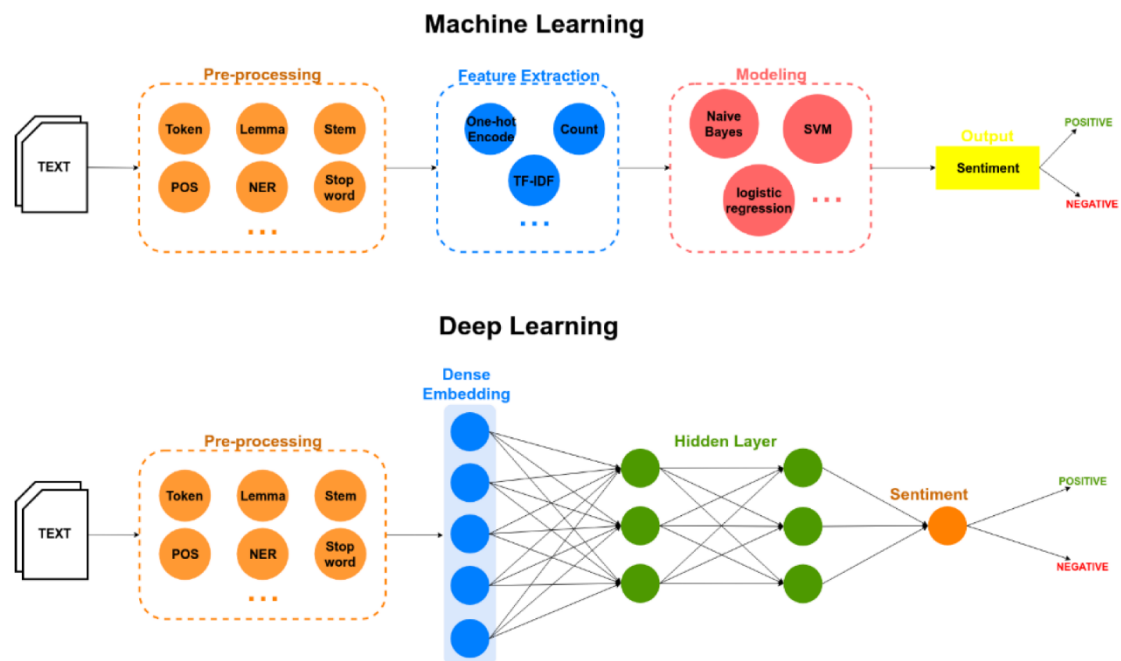 Machine Learning
Pre-processing
Feature Extraction
Modeling
TEXT
Token
Lemma
Stem
POS
NER
Stop
word
...
One-hot
Encode
Count
TF-IDF
...
Naive
Bayes
SVM
logistic
regression
...
Output
Sentiment
POSITIVE
NEGATIVE
Deep Learning
Pre-processing
TEXT
Token
Lemma
Stem
POS
NER
Stop
word
...
Dense
Embedding
Hidden Layer
Sentiment
POSITIVE
NEGATIVE